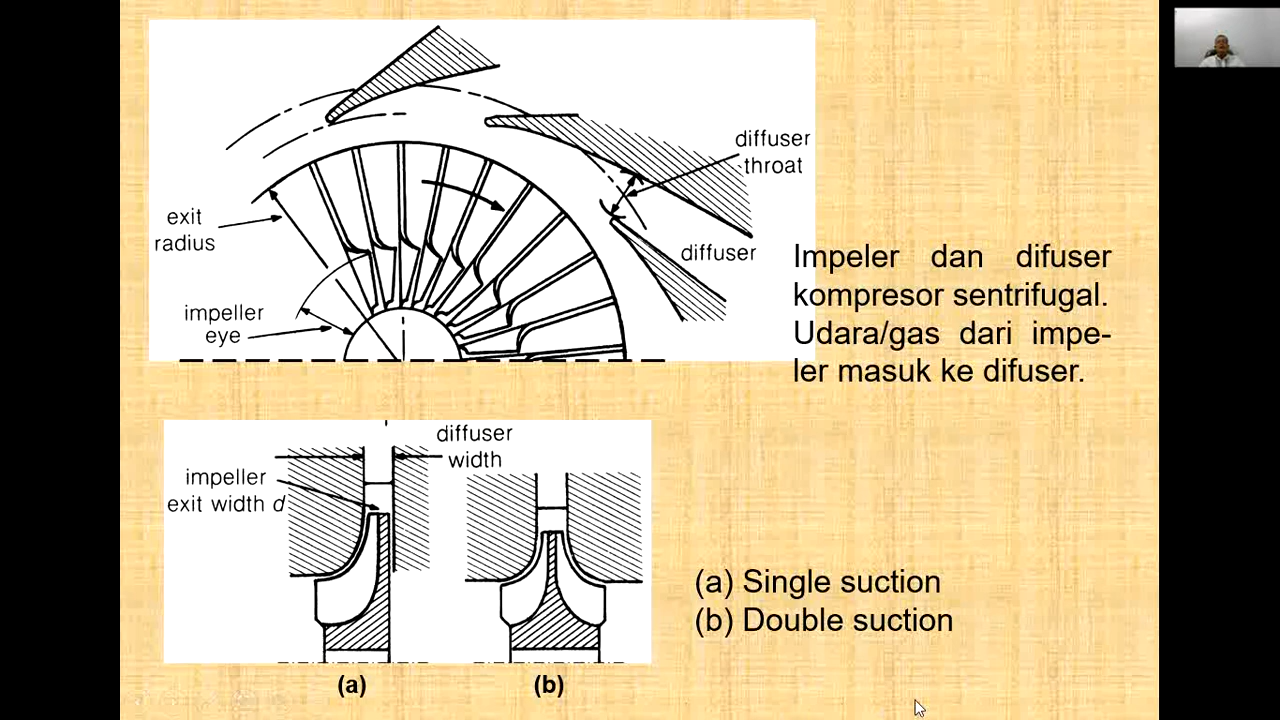 diffuser
throat
exit
radius
diffuser
impeller
eye
Impeler dan difuser
kompresor sentrifugal.
Udara/gas dari impe-
ler masuk ke difuser.
diffuser
width
impeller
exit width d
(a) Single suction
(b) Double suction
(a)
(b)